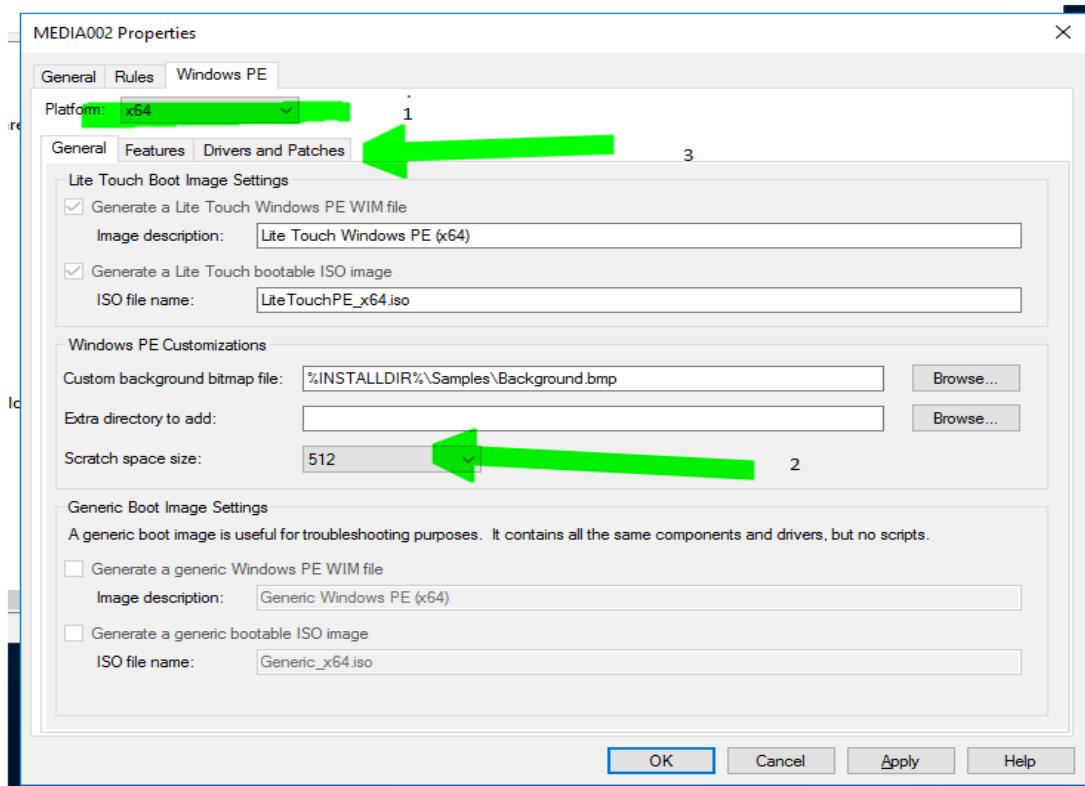 MEDIA002 Properties
General Rules Windows PE
Platform: x64
1
re
General Features Drivers and Patches
3
Lite Touch Boot Image Settings
Generate a Lite Touch Windows PE WIM file
Image description: Lite Touch Windows PE (x64)
Generate a Lite Touch bootable ISO image
ISO file name: LiteTouchPE_x64.iso
Windows PE Customizations
Custom background bitmap file: %INSTALLDIR%\Samples\Background.bmp Browse...
Extra directory to add: Browse...
Scratch space size: 512
2
Generic Boot Image Settings
A generic boot image is useful for troubleshooting purposes. It contains all the same components and drivers, but no scripts.
Generate a generic Windows PE WIM file
Image description: Generic Windows PE (x64)
Generate a generic bootable ISO image
ISO file name: Generic_x64.iso
OK Cancel Apply Help